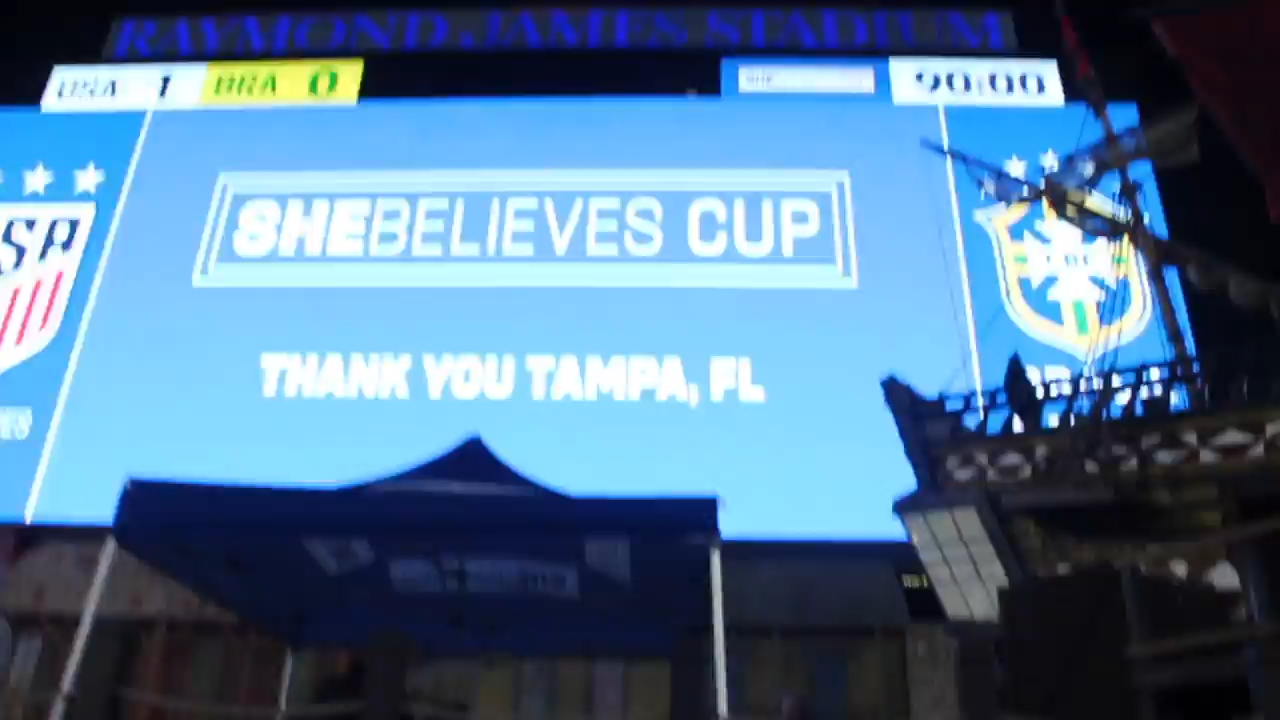 RAYMOND JAMES STADIUM
USA 1 BRA 0
90:00
SHEBELIEVES CUP
THANK YOU TAMPA, FL